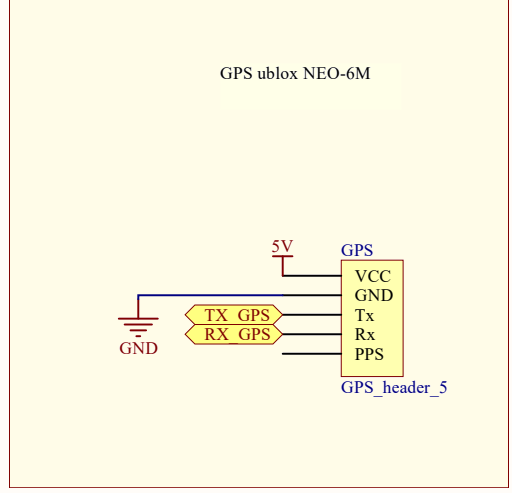 GPS ublox NEO-6M
5V
GPS
VCC
GND
TX_GPS
Tx
RX_GPS
Rx
GND
PPS
GPS_header_5